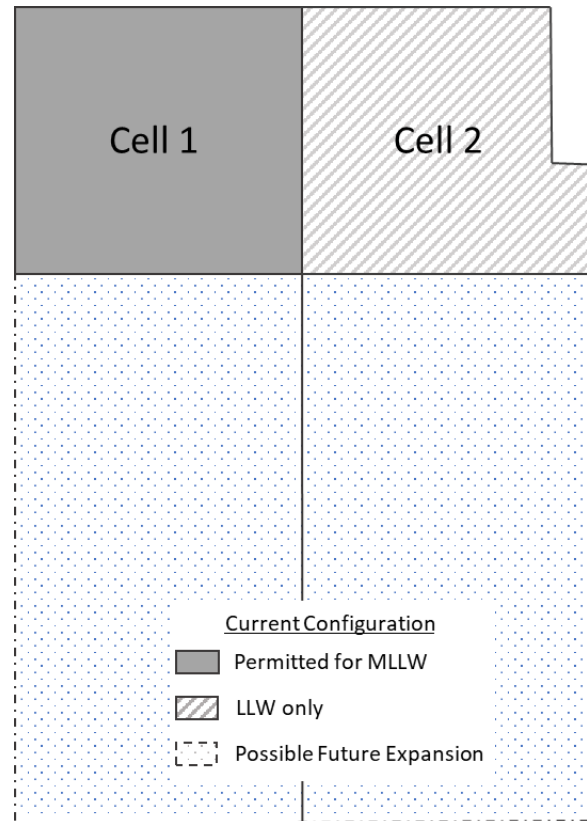 Cell 1
Cell 2
Current Configuration
Permitted for MLLW
LLW only
Possible Future Expansion